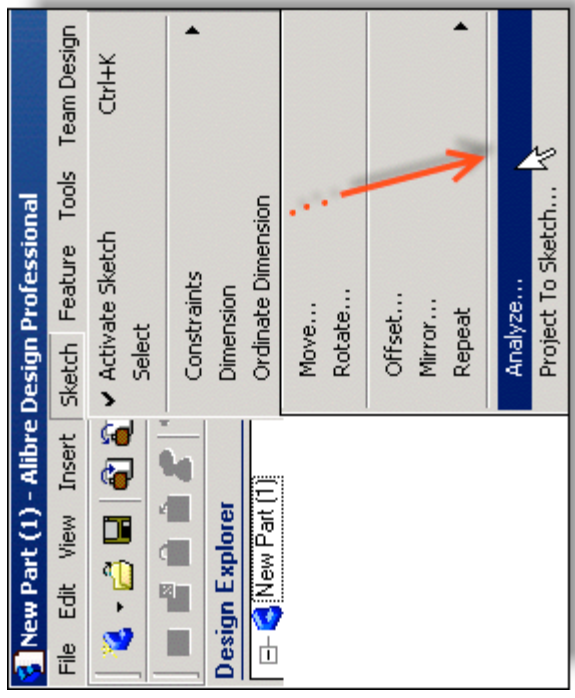 New Part (1) - Alibre Design Professional
File Edit View Insert Sketch Feature Tools Team Design
Activate Sketch Ctrl+K
Select
Constraints
Dimension
Ordinate Dimension
Move...
Rotate...
Offset...
Mirror...
Repeat
Analyze...
Project To Sketch...
Design Explorer
New Part (1)